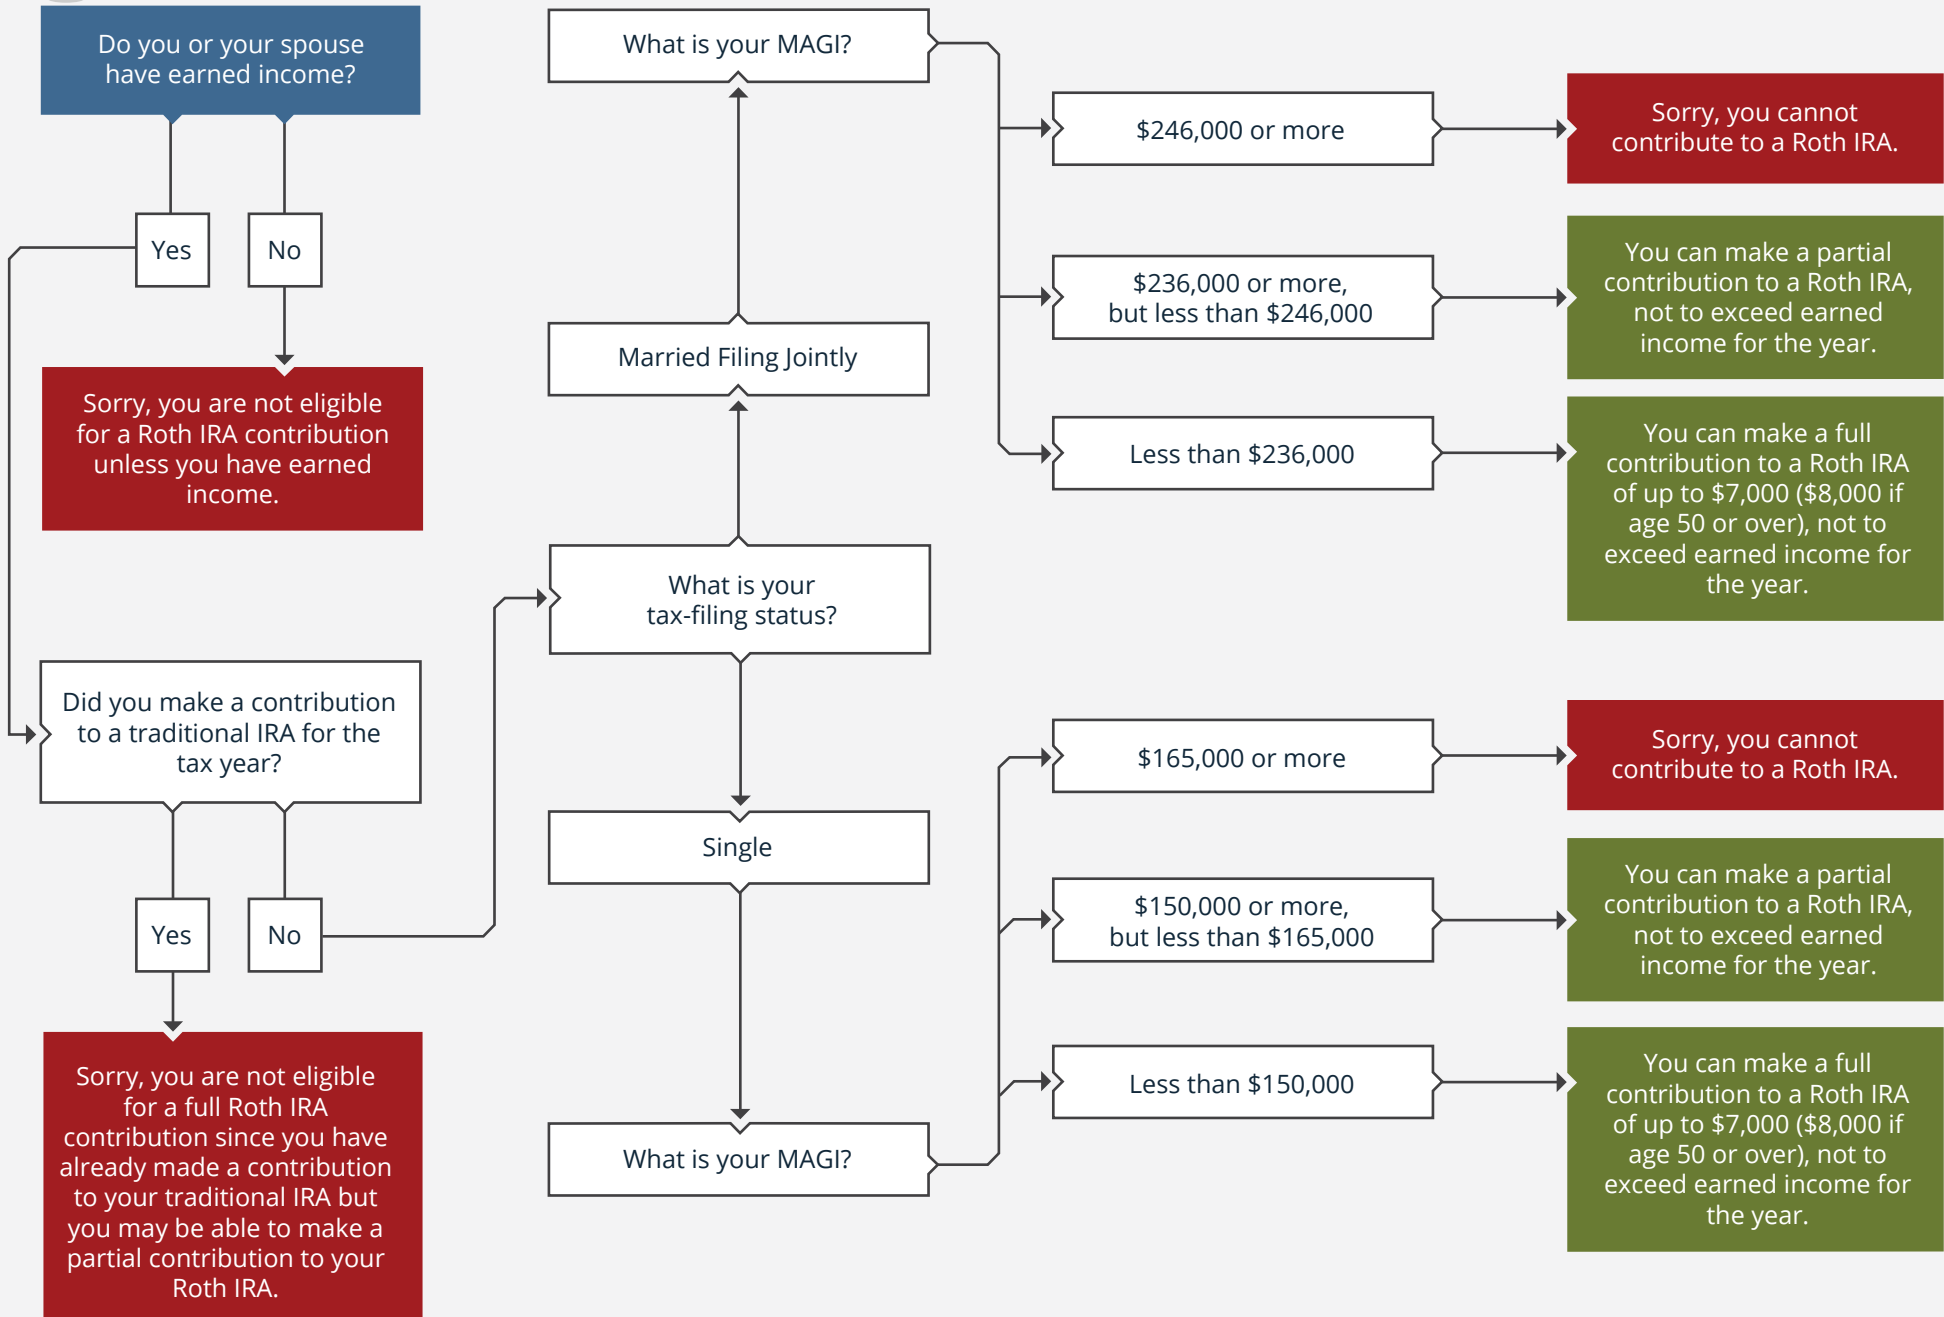 Do you or your spouse
have earned income?
Yes
No
Sorry, you are not eligible
for a Roth IRA contribution
unless you have earned
income.
Did you make a contribution
to a traditional IRA for the
tax year?
Yes
No
Sorry, you are not eligible
for a full Roth IRA
contribution since you have
already made a contribution
to your traditional IRA but
you may be able to make a
partial contribution to your
Roth IRA.
What is your
tax-filing status?
Married Filing Jointly
What is your MAGI?
$246,000 or more
Sorry, you cannot
contribute to a Roth IRA.
$236,000 or more,
but less than $246,000
You can make a partial
contribution to a Roth IRA,
not to exceed earned
income for the year.
Less than $236,000
You can make a full
contribution to a Roth IRA
of up to $7,000 ($8,000 if
age 50 or over), not to
exceed earned income for
the year.
Single
What is your MAGI?
$165,000 or more
Sorry, you cannot
contribute to a Roth IRA.
$150,000 or more,
but less than $165,000
You can make a partial
contribution to a Roth IRA,
not to exceed earned
income for the year.
Less than $150,000
You can make a full
contribution to a Roth IRA
of up to $7,000 ($8,000 if
age 50 or over), not to
exceed earned income for
the year.